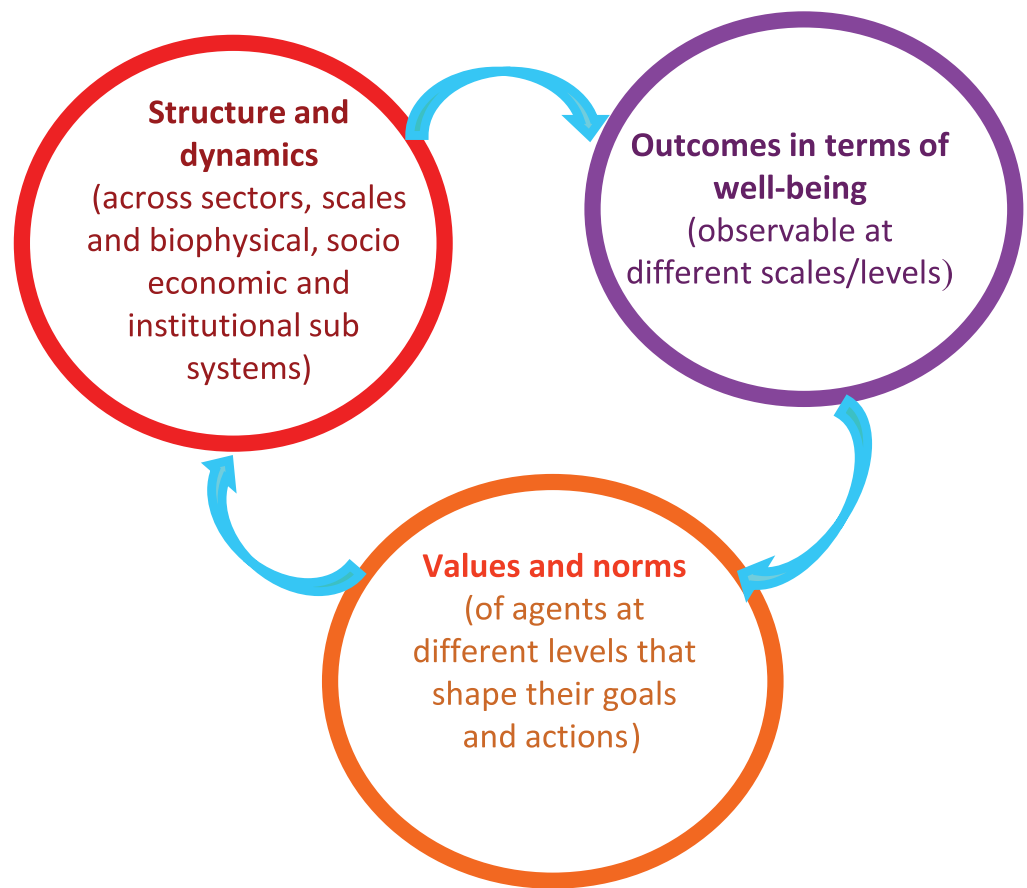 Structure and
dynamics
(across sectors, scales
and biophysical, socio
economic and
institutional sub
systems)
Outcomes in terms of
well-being
(observable at
different scales/levels)
Values and norms
(of agents at
different levels that
shape their goals
and actions)